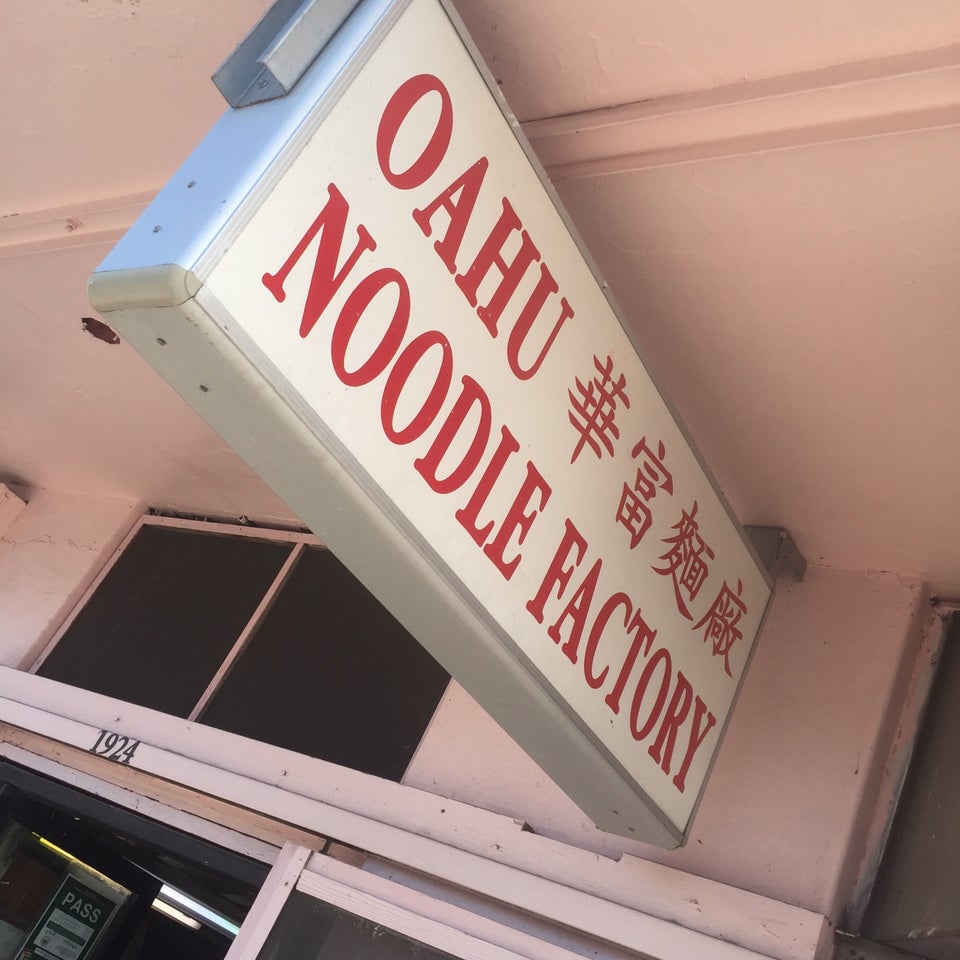 OAHU 華富麵廠
NOODLE FACTORY
1924
PASS